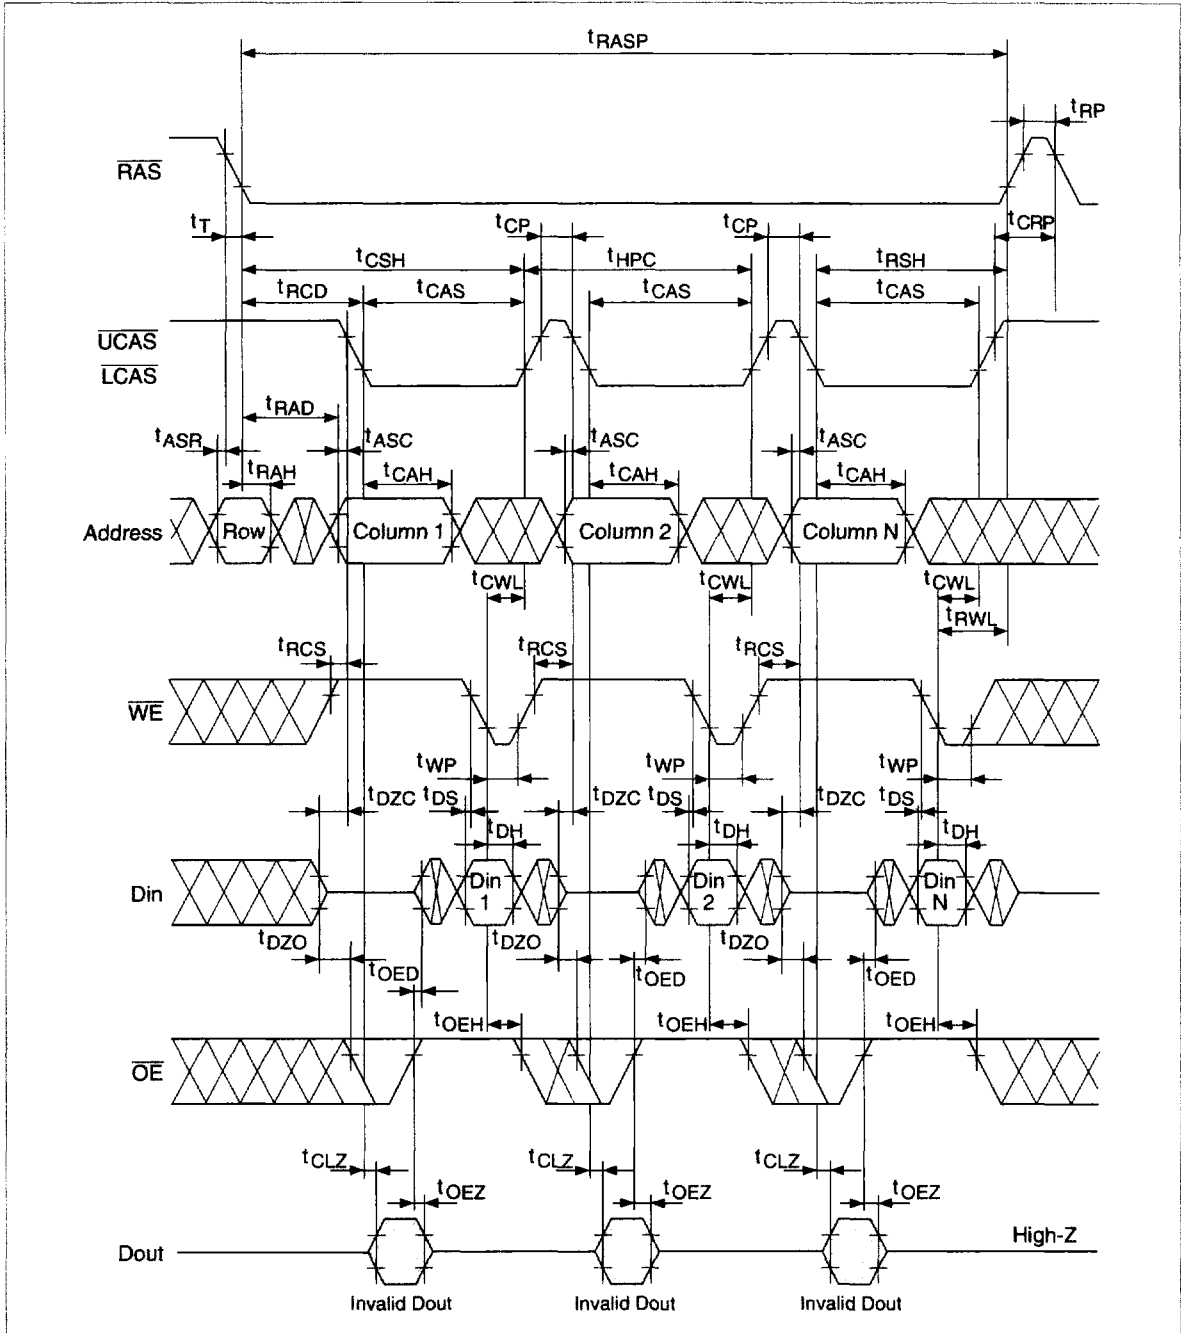 tRASP
tRP
RAS
tT
tCP
tCP
tCRP
tCSH
tHPC
tRSH
tRCD
tCAS
tCAS
tCAS
UCAS
LCAS
tRAD
tASR
tASC
tASC
tASC
tRAH
tCAH
tCAH
tCAH
Address
Row
Column 1
Column 2
Column N
tCWL
tCWL
tCWL
tRWL
tRCS
tRCS
tRCS
WE
tWP
tWP
tWP
tDZC
tDS
tDZC
tDS
tDZC
tDS
tDH
tDH
tDH
Din
Din 1
Din 2
Din N
tDZO
tDZO
tDZO
tOED
tOED
tOED
tOEH
tOEH
tOEH
OE
tCLZ
tCLZ
tCLZ
tOEZ
tOEZ
tOEZ
Dout
High-Z
Invalid Dout
Invalid Dout
Invalid Dout